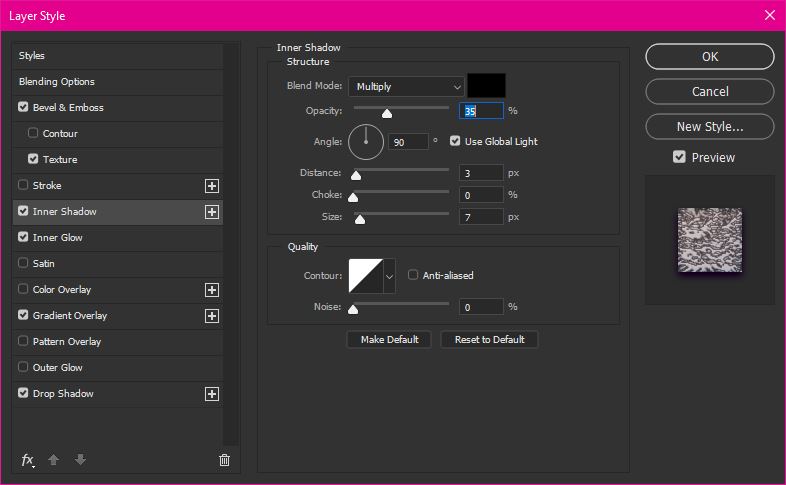 Layer Style
Styles
Blending Options
Bevel & Emboss
Contour
Texture
Stroke
Inner Shadow
Inner Glow
Satin
Color Overlay
Gradient Overlay
Pattern Overlay
Outer Glow
Drop Shadow
fx
Inner Shadow
Structure
Blend Mode: Multiply
Opacity: 35 %
Angle: 90 ° Use Global Light
Distance: 3 px
Choke: 0 %
Size: 7 px
Quality
Contour: Anti-aliased
Noise: 0 %
Make Default Reset to Default
OK
Cancel
New Style...
Preview